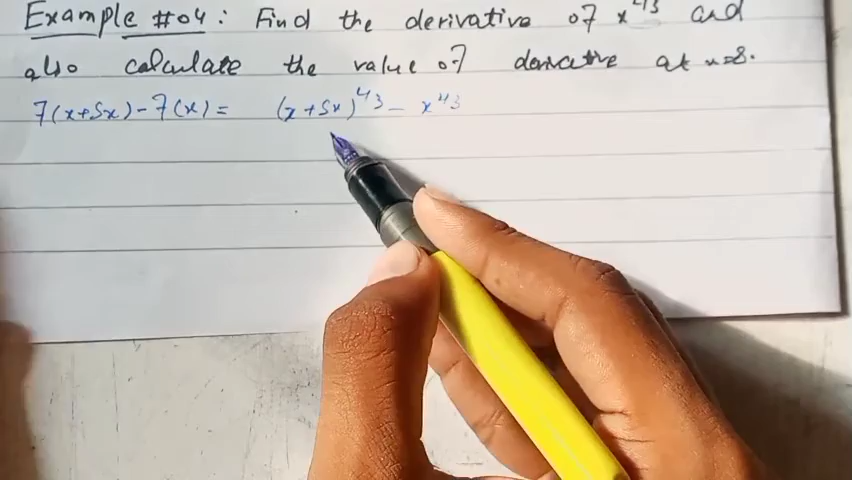 Example #04: Find the derivative of x^4/3 and
also calculate the value of derivative at x=8.
f(x+δx)-f(x) = (x+δx)^4/3 - x^4/3